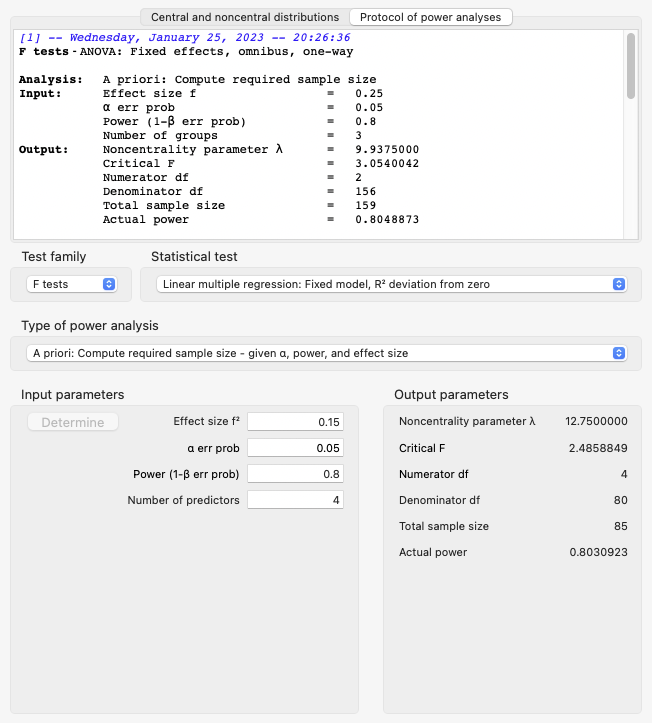 Central and noncentral distributions Protocol of power analyses
[1] -- Wednesday, January 25, 2023 -- 20:26:36
F tests - ANOVA: Fixed effects, omnibus, one-way
Analysis: A priori: Compute required sample size
Input: Effect size f = 0.25
α err prob = 0.05
Power (1-β err prob) = 0.8
Number of groups = 3
Output: Noncentrality parameter λ = 9.9375000
Critical F = 3.0540042
Numerator df = 2
Denominator df = 156
Total sample size = 159
Actual power = 0.8048873
Test family Statistical test
F tests Linear multiple regression: Fixed model, R² deviation from zero
Type of power analysis
A priori: Compute required sample size - given α, power, and effect size
Input parameters Output parameters
Determine Effect size f² 0.15 Noncentrality parameter λ 12.7500000
α err prob 0.05 Critical F 2.4858849
Power (1-β err prob) 0.8 Numerator df 4
Number of predictors 4 Denominator df 80
Total sample size 85
Actual power 0.8030923